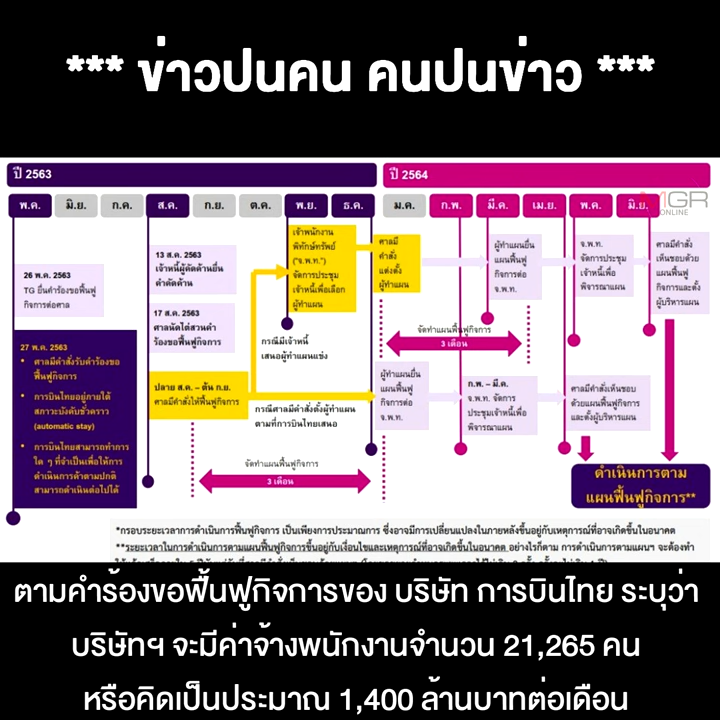 *** ข่าวปนคน คนปนข่าว ***
ปี 2563
ปี 2564
พ.ค.
มิ.ย.
ก.ค.
ส.ค.
ก.ย.
ต.ค.
พ.ย.
ธ.ค.
ม.ค.
ก.พ.
มี.ค.
เม.ย.
พ.ค.
มิ.ย.
MGR
ONLINE
26 พ.ค. 2563
TG ยื่นคำร้องขอฟื้นฟู
กิจการต่อศาล
27 พ.ค. 2563
• ศาลมีคำสั่งรับคำร้องขอ
ฟื้นฟูกิจการ
• การบินไทยอยู่ภายใต้
สภาวะบังคับชั่วคราว
(automatic stay)
• การบินไทยสามารถทำการ
ใด ๆ ที่จำเป็นเพื่อให้การ
ดำเนินการค้าตามปกติ
สามารถดำเนินต่อไปได้
13 ส.ค. 2563
เจ้าหนี้ผู้คัดค้านยื่น
คำคัดค้าน
17 ส.ค. 2563
ศาลนัดไต่สวนคำ
ร้องขอฟื้นฟูกิจการ
ปลาย ส.ค. – ต้น ก.ย.
ศาลมีคำสั่งให้ฟื้นฟูกิจการ
เจ้าพนักงาน
พิทักษ์ทรัพย์
("จ.พ.ท.")
จัดการประชุม
เจ้าหนี้เพื่อเลือก
ผู้ทำแผน
ศาลมี
คำสั่ง
แต่งตั้ง
ผู้ทำแผน
ผู้ทำแผนยื่น
แผนฟื้นฟู
กิจการต่อ
จ.พ.ท.
จ.พ.ท.
จัดการประชุม
เจ้าหนี้เพื่อ
พิจารณาแผน
ศาลมีคำสั่ง
เห็นชอบด้วย
แผนฟื้นฟู
กิจการและตั้ง
ผู้บริหารแผน
กรณีมีเจ้าหนี้
เสนอผู้ทำแผนแข่ง
จัดทำแผนฟื้นฟูกิจการ
3 เดือน
กรณีศาลมีคำสั่งตั้งผู้ทำแผน
ตามที่การบินไทยเสนอ
ผู้ทำแผนยื่น
แผนฟื้นฟู
กิจการต่อ
จ.พ.ท.
ก.พ. – มี.ค.
จ.พ.ท. จัดการ
ประชุมเจ้าหนี้เพื่อ
พิจารณาแผน
ศาลมีคำสั่งเห็นชอบ
ด้วยแผนฟื้นฟูกิจการ
และตั้งผู้บริหารแผน
จัดทำแผนฟื้นฟูกิจการ
3 เดือน
ดำเนินการตาม
แผนฟื้นฟูกิจการ**
*กรอบระยะเวลาการดำเนินการฟื้นฟูกิจการ เป็นเพียงการประมาณการ ซึ่งอาจมีการเปลี่ยนแปลงในภายหลังขึ้นอยู่กับเหตุการณ์ที่อาจเกิดขึ้นในอนาคต
**ระยะเวลาในการดำเนินการตามแผนฟื้นฟูกิจการขึ้นอยู่กับเงื่อนไขและเหตุการณ์ที่อาจเกิดขึ้นในอนาคต อย่างไรก็ตาม การดำเนินการตามแผนฯ จะต้องทำ
ตามคำร้องขอฟื้นฟูกิจการของ บริษัท การบินไทย ระบุว่า
บริษัทฯ จะมีค่าจ้างพนักงานจำนวน 21,265 คน
หรือคิดเป็นประมาณ 1,400 ล้านบาทต่อเดือน